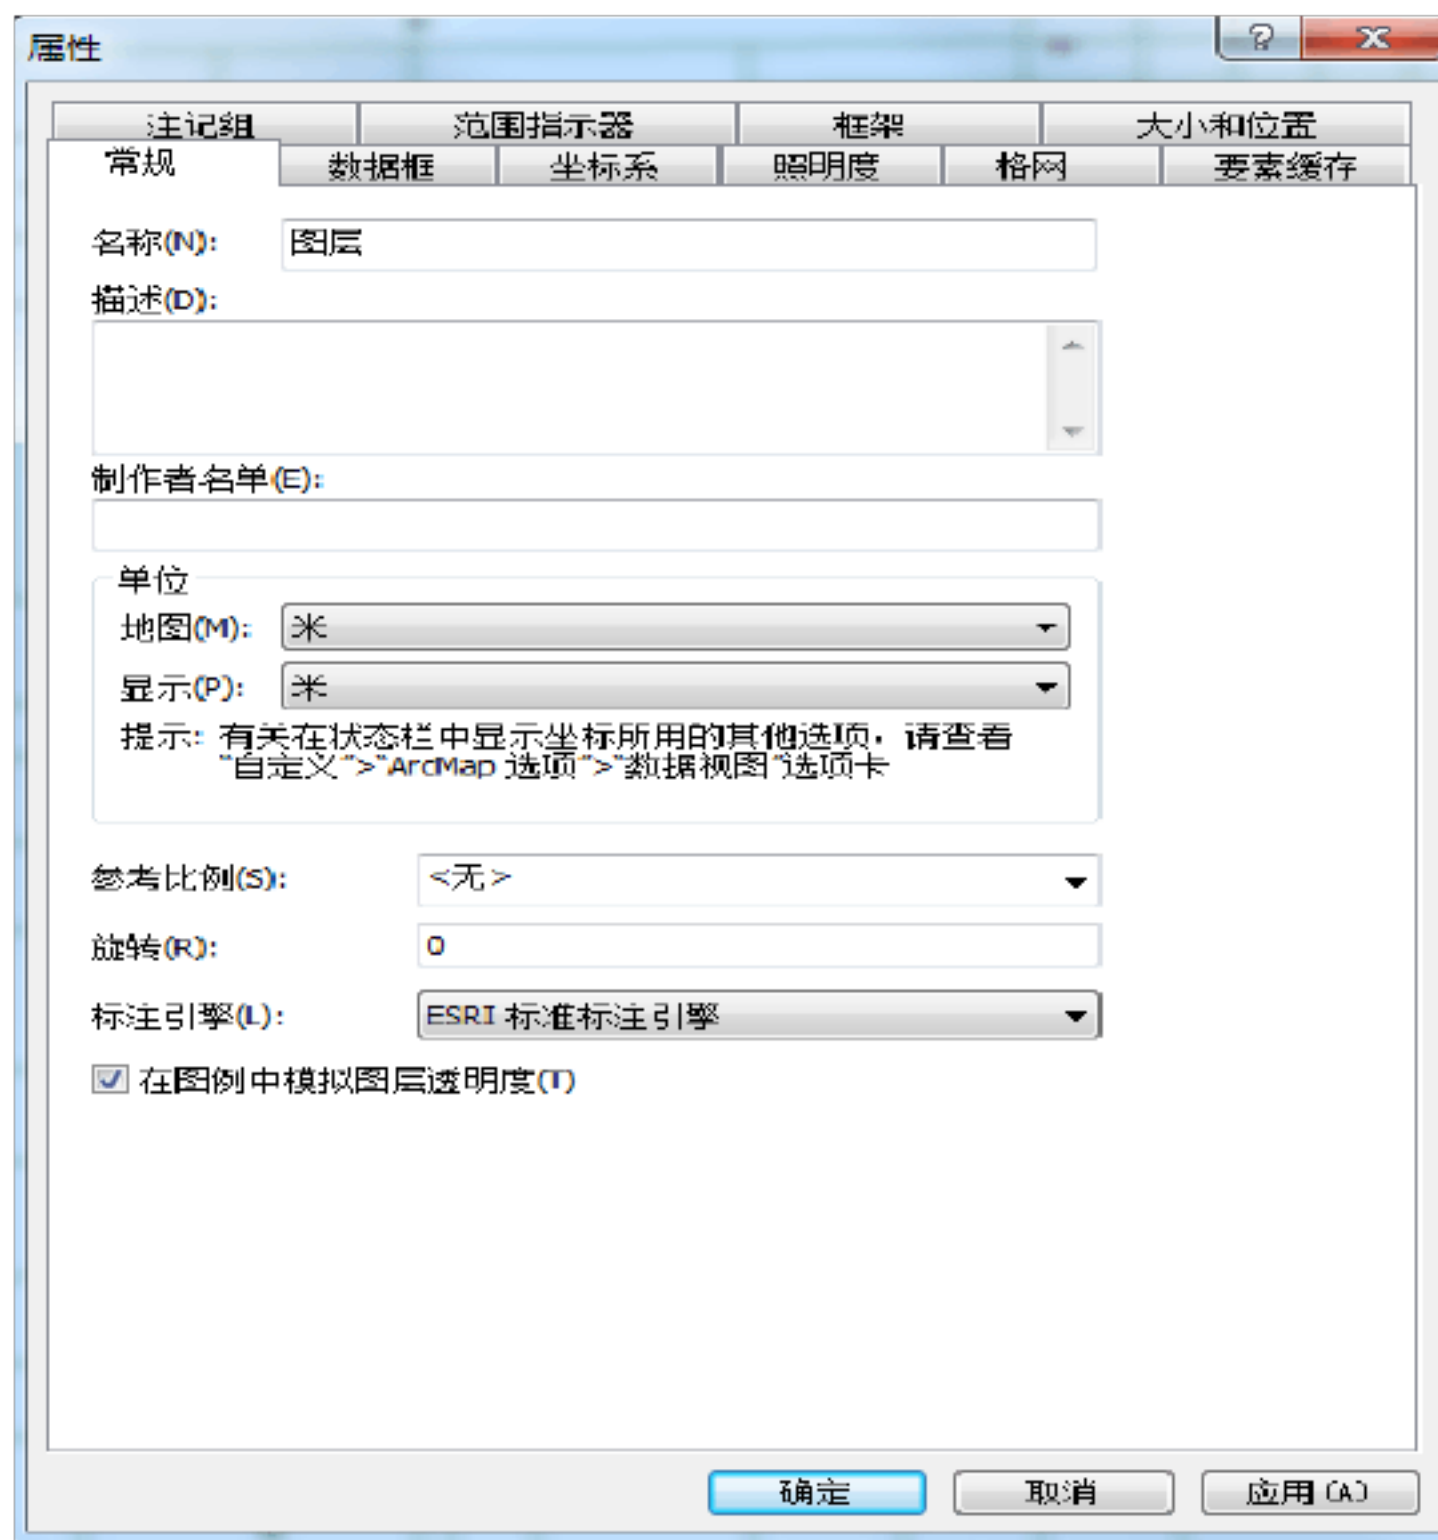 属性
注记组 范围指示器 框架 大小和位置
常规 数据框 坐标系 照明度 格网 要素缓存
名称(N): 图层
描述(D):
制作者名单(E):
单位
地图(M): 米
显示(P): 米
提示: 有关在状态栏中显示坐标所用的其他选项，请查看
"自定义">"ArcMap 选项">"数据视图"选项卡
参考比例(S): <无>
旋转(R): 0
标注引擎(L): ESRI 标准标注引擎
在图例中模拟图层透明度(T)
确定 取消 应用(A)